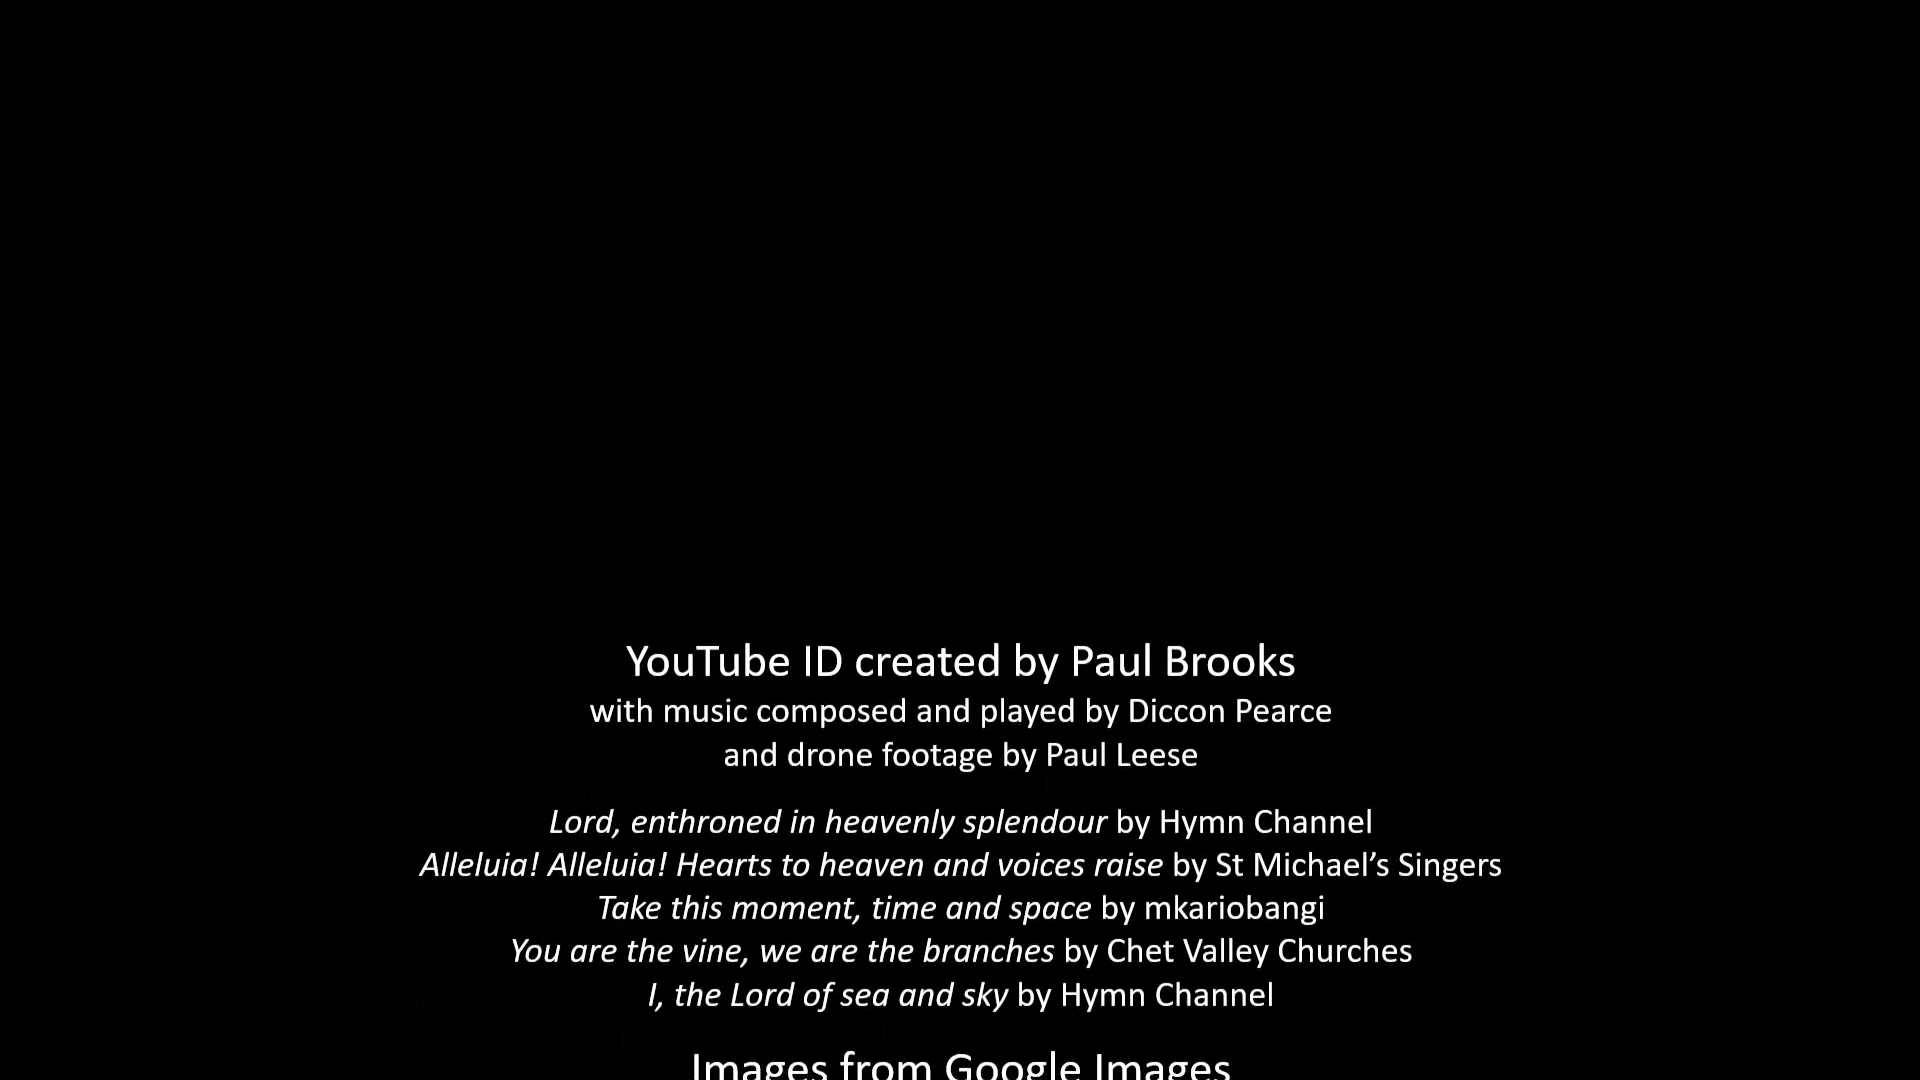 YouTube ID created by Paul Brooks
with music composed and played by Diccon Pearce
and drone footage by Paul Leese
Lord, enthroned in heavenly splendour by Hymn Channel
Alleluia! Alleluia! Hearts to heaven and voices raise by St Michael’s Singers
Take this moment, time and space by mkariobangi
You are the vine, we are the branches by Chet Valley Churches
I, the Lord of sea and sky by Hymn Channel
Images from Google Images